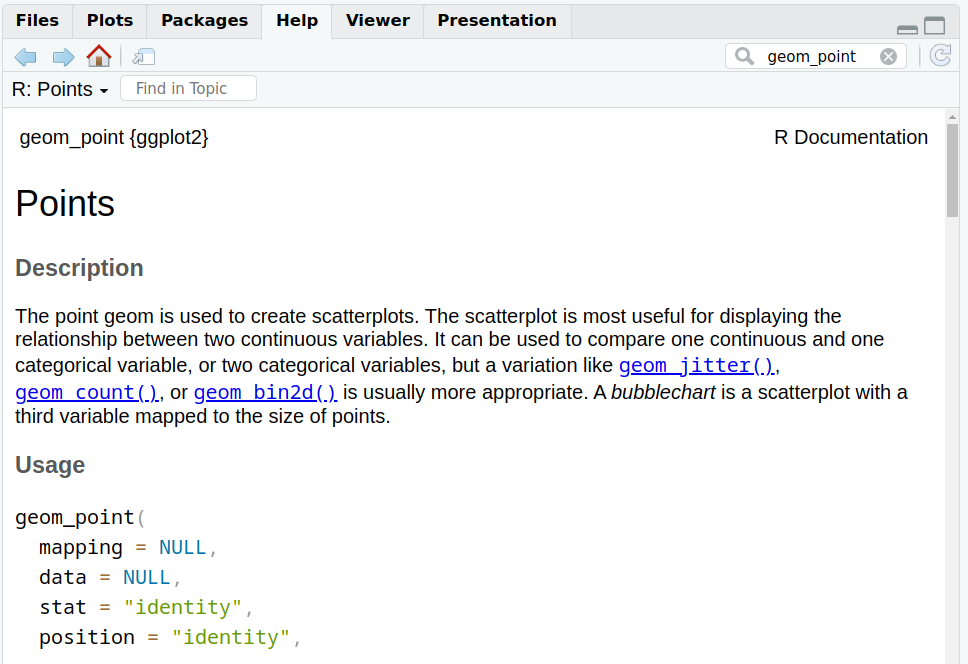 Files Plots Packages Help Viewer Presentation
geom_point
R: Points Find in Topic
geom_point {ggplot2} R Documentation
Points
Description
The point geom is used to create scatterplots. The scatterplot is most useful for displaying the
relationship between two continuous variables. It can be used to compare one continuous and one
categorical variable, or two categorical variables, but a variation like geom_jitter(),
geom_count(), or geom_bin2d() is usually more appropriate. A bubblechart is a scatterplot with a
third variable mapped to the size of points.
Usage
geom_point(
  mapping = NULL,
  data = NULL,
  stat = "identity",
  position = "identity",